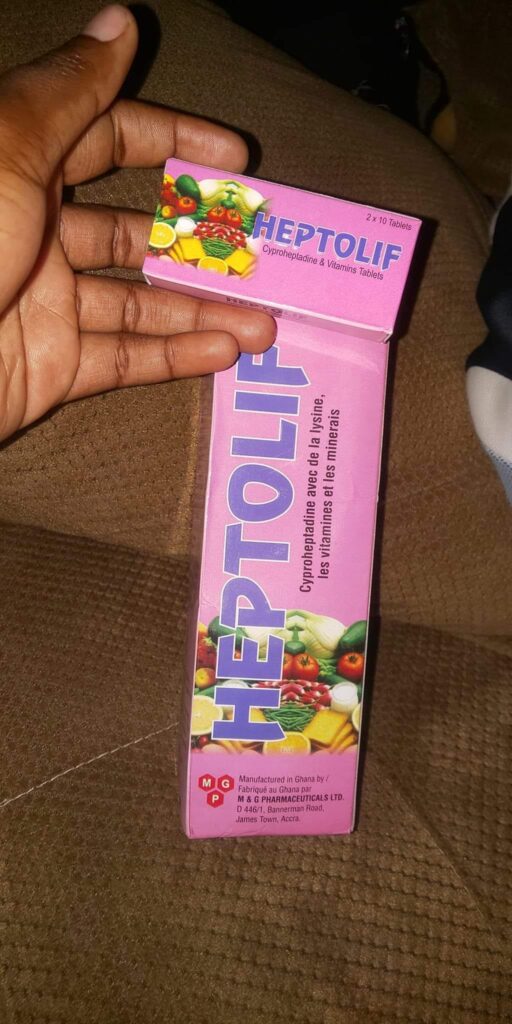 2 x 10 Tablets
HEPTOLIF
Cyproheptadine & Vitamins Tablets
HEPTOLIF
HEPTOLIF
Cyproheptadine avec de la lysine,
les vitamines et les minerais
M G
P
Manufactured in Ghana by /
Fabriqué au Ghana par
M & G PHARMACEUTICALS LTD.
D 446/1, Bannerman Road,
James Town, Accra.